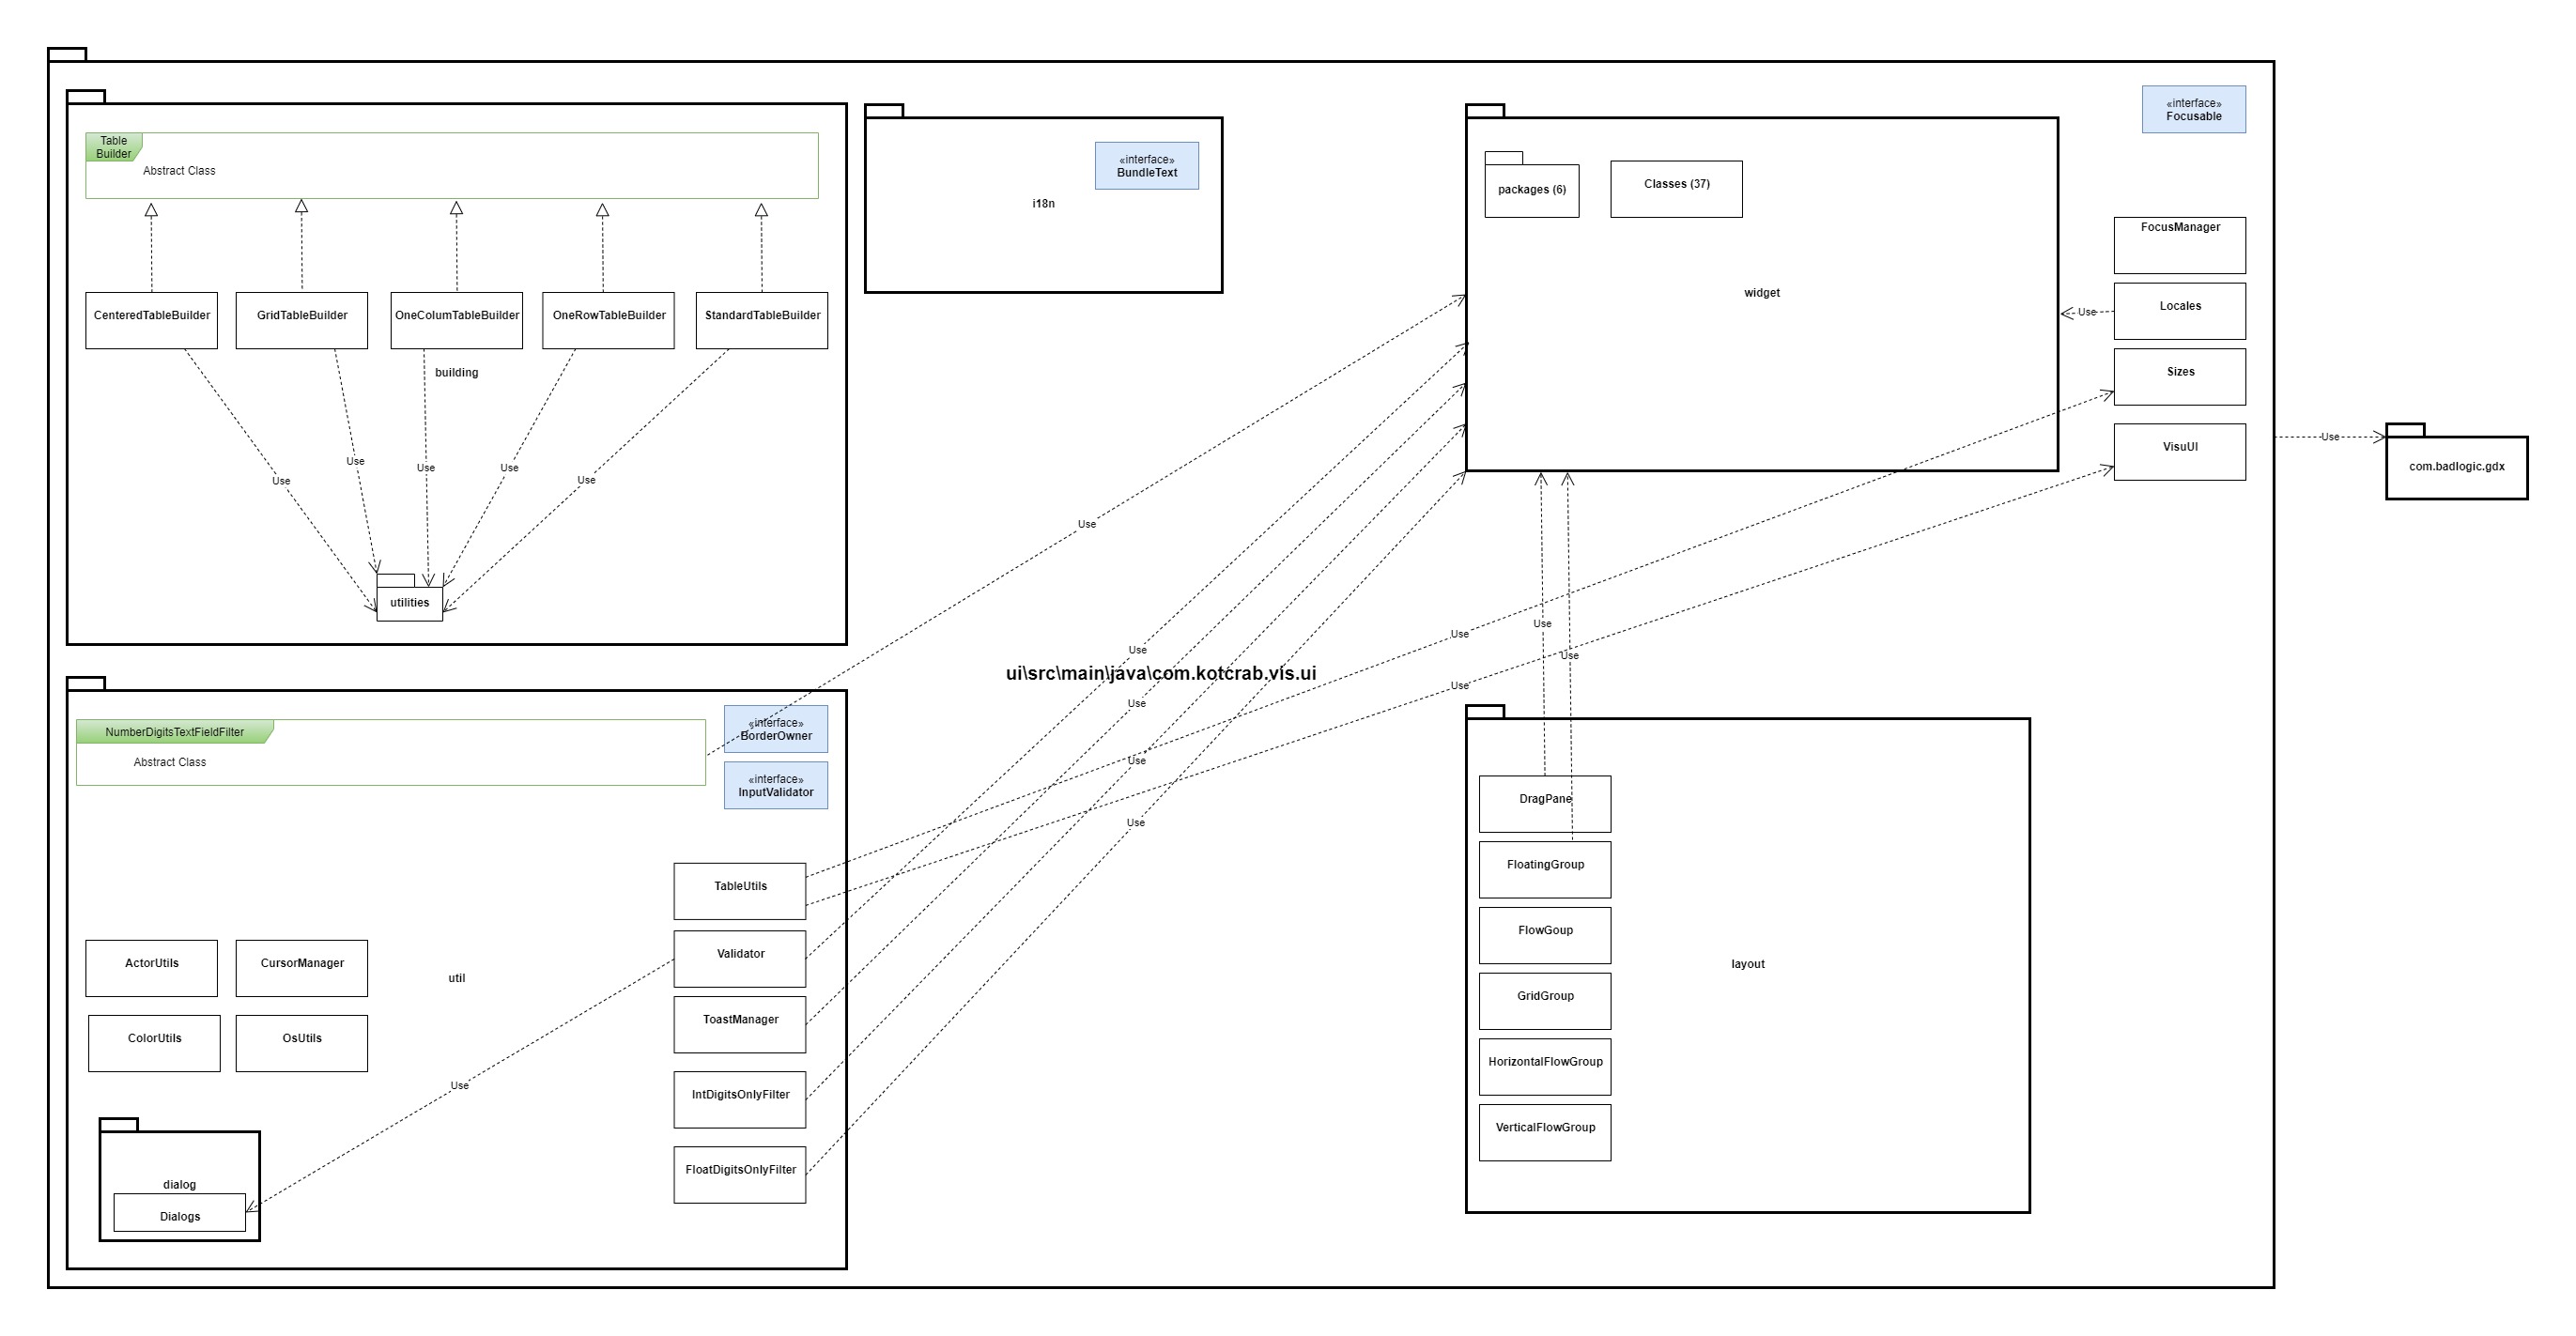 Table
Builder
Abstract Class
CenteredTableBuilder
GridTableBuilder
OneColumTableBuilder
OneRowTableBuilder
StandardTableBuilder
building
Use
Use
Use
Use
Use
utilities
i18n
«interface»
BundleText
packages (6)
Classes (37)
widget
«interface»
Focusable
FocusManager
Locales
Use
Sizes
VisuUI
Use
com.badlogic.gdx
Use
Use
Use
Use
Use
Use
Use
Use
Use
Use
ui\src\main\java\com.kotcrab.vis.ui
NumberDigitsTextFieldFilter
Abstract Class
«interface»
BorderOwner
«interface»
InputValidator
TableUtils
Validator
ToastManager
IntDigitsOnlyFilter
FloatDigitsOnlyFilter
ActorUtils
CursorManager
util
ColorUtils
OsUtils
Use
dialog
Dialogs
DragPane
FloatingGroup
FlowGoup
GridGroup
HorizontalFlowGroup
VerticalFlowGroup
layout